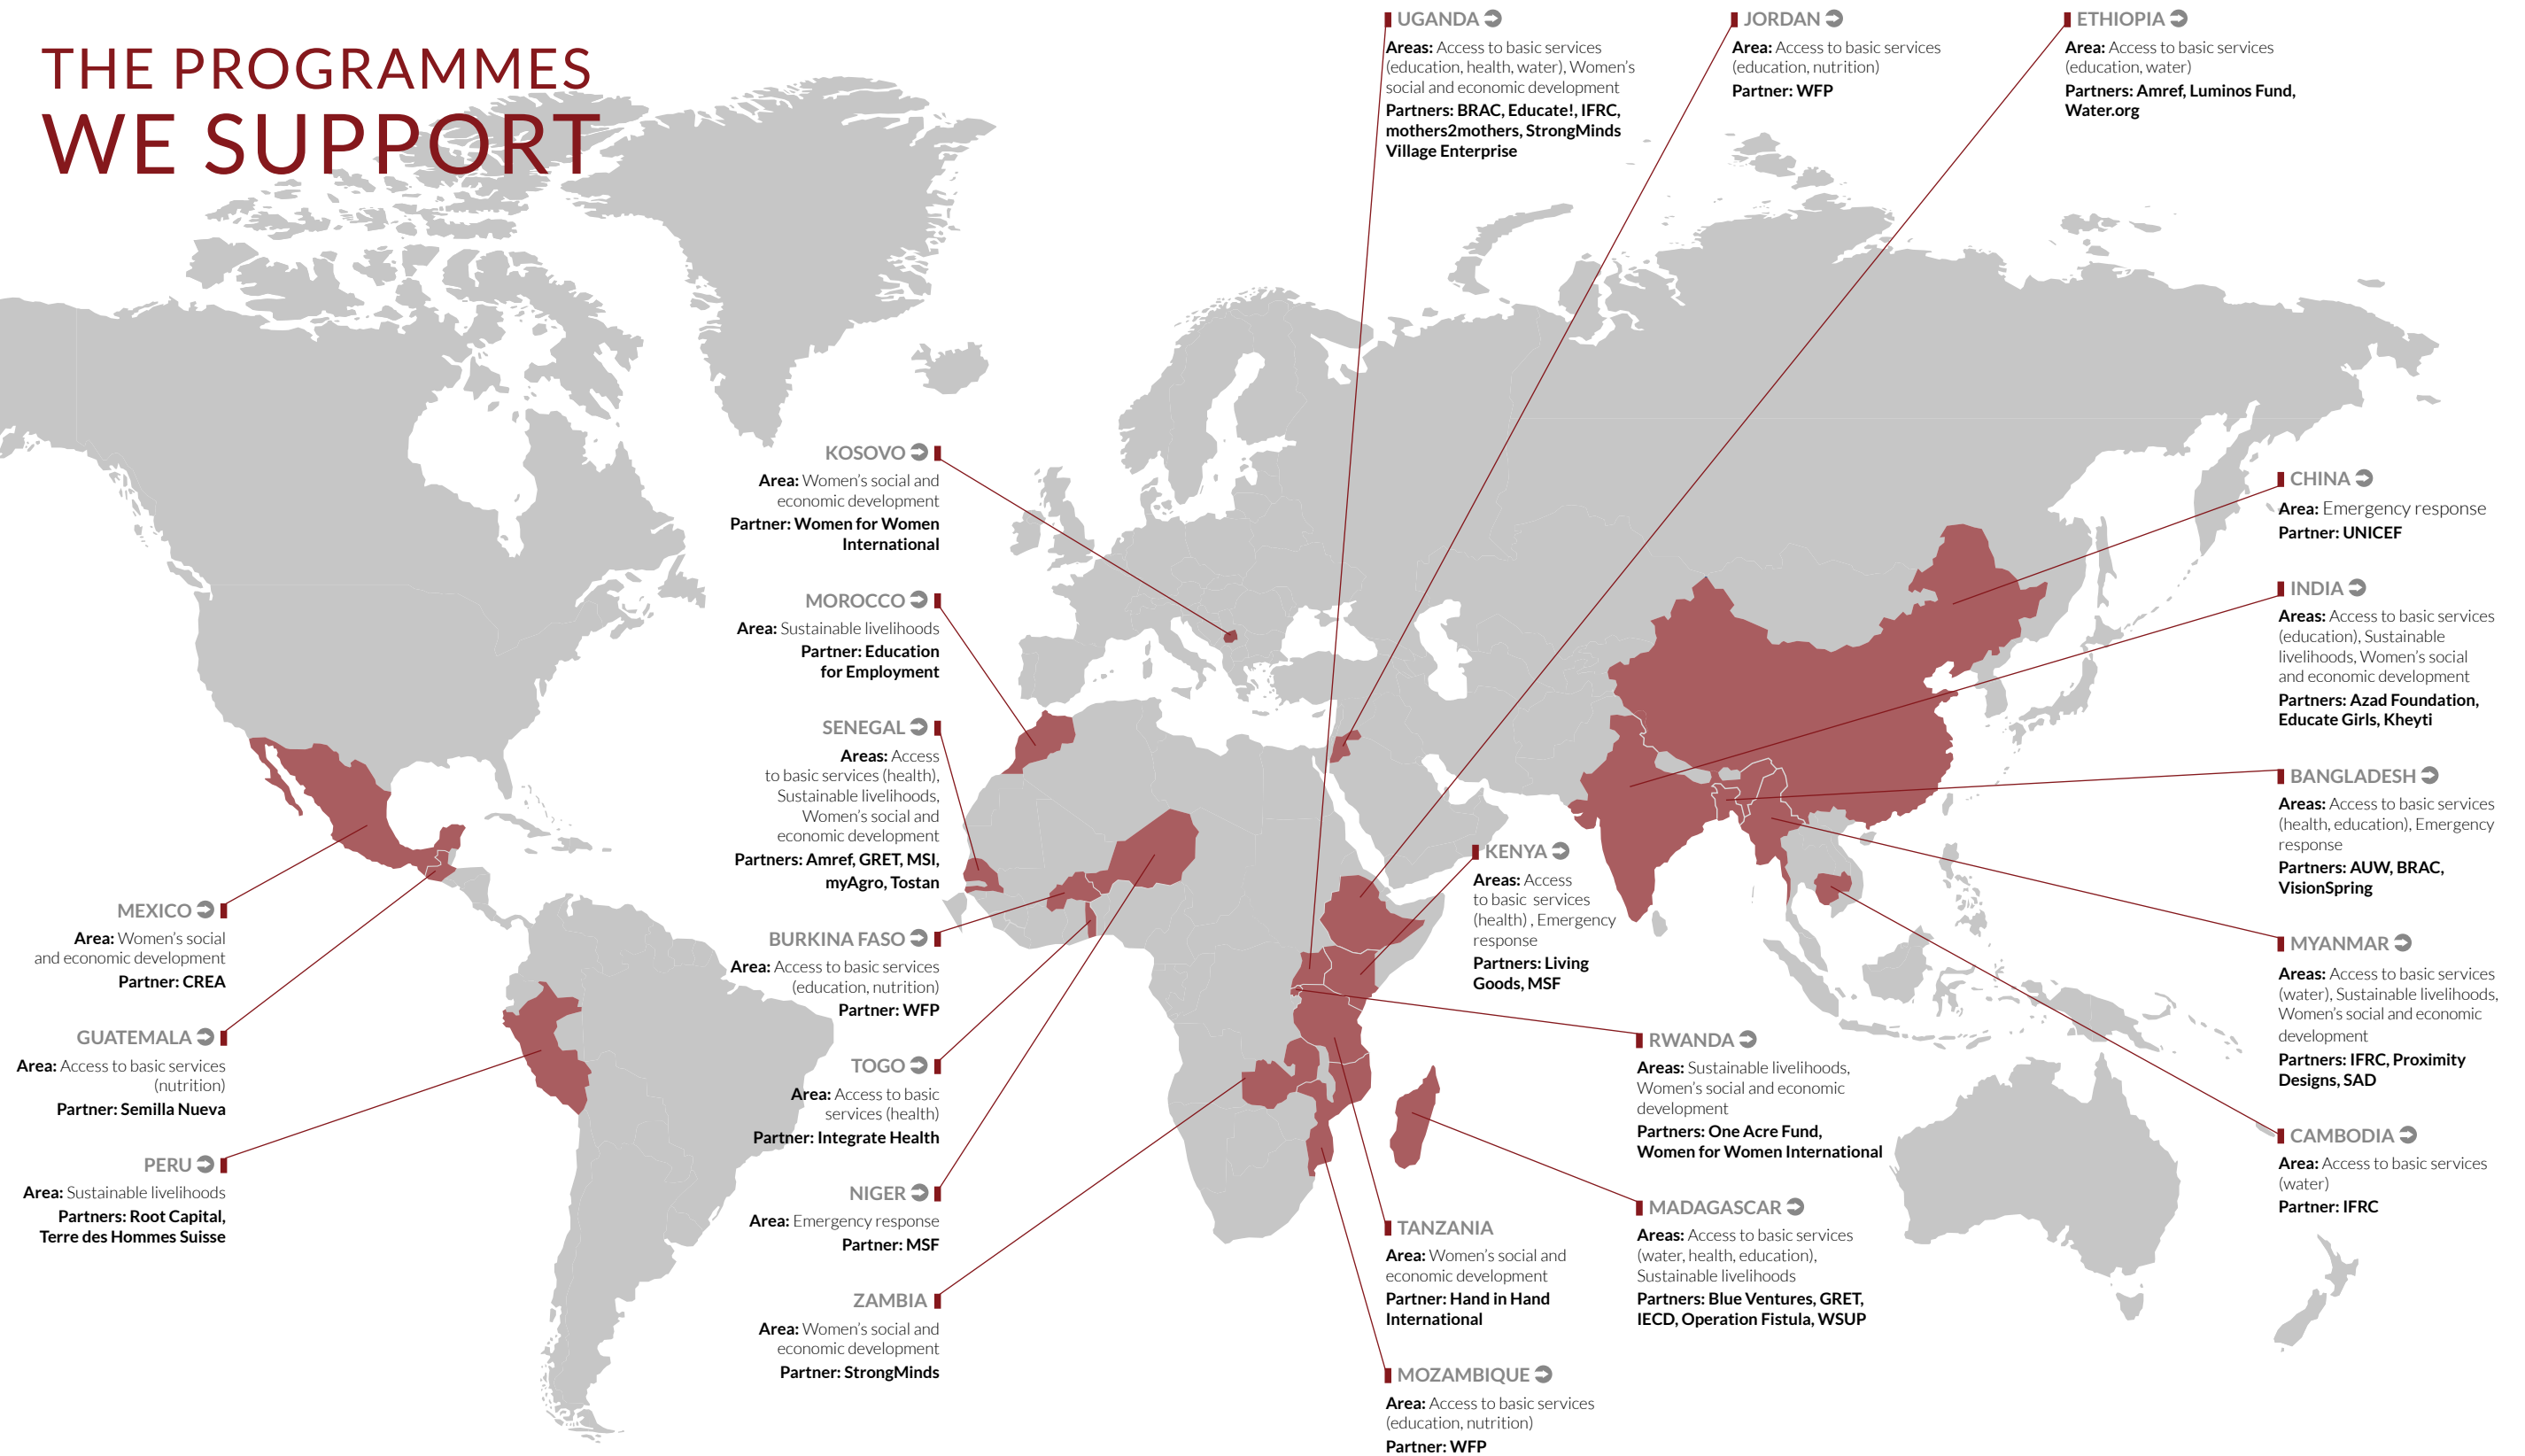 THE PROGRAMMES
WE SUPPORT
UGANDA
Areas: Access to basic services
(education, health, water), Women's
social and economic development
Partners: BRAC, Educate!, IFRC,
mothers2mothers, StrongMinds
Village Enterprise
JORDAN
Area: Access to basic services
(education, nutrition)
Partner: WFP
ETHIOPIA
Area: Access to basic services
(education, water)
Partners: Amref, Luminos Fund,
Water.org
KOSOVO
Area: Women's social and
economic development
Partner: Women for Women
International
MOROCCO
Area: Sustainable livelihoods
Partner: Education
for Employment
SENEGAL
Areas: Access
to basic services (health),
Sustainable livelihoods,
Women's social and
economic development
Partners: Amref, GRET, MSI,
myAgro, Tostan
BURKINA FASO
Area: Access to basic services
(education, nutrition)
Partner: WFP
TOGO
Area: Access to basic
services (health)
Partner: Integrate Health
NIGER
Area: Emergency response
Partner: MSF
ZAMBIA
Area: Women's social and
economic development
Partner: StrongMinds
MEXICO
Area: Women's social
and economic development
Partner: CREA
GUATEMALA
Area: Access to basic services
(nutrition)
Partner: Semilla Nueva
PERU
Area: Sustainable livelihoods
Partners: Root Capital,
Terre des Hommes Suisse
KENYA
Areas: Access
to basic services
(health) , Emergency
response
Partners: Living
Goods, MSF
RWANDA
Areas: Sustainable livelihoods,
Women's social and economic
development
Partners: One Acre Fund,
Women for Women International
TANZANIA
Area: Women's social and
economic development
Partner: Hand in Hand
International
MADAGASCAR
Areas: Access to basic services
(water, health, education),
Sustainable livelihoods
Partners: Blue Ventures, GRET,
IECD, Operation Fistula, WSUP
MOZAMBIQUE
Area: Access to basic services
(education, nutrition)
Partner: WFP
CHINA
Area: Emergency response
Partner: UNICEF
INDIA
Areas: Access to basic services
(education), Sustainable
livelihoods, Women's social
and economic development
Partners: Azad Foundation,
Educate Girls, Kheyti
BANGLADESH
Areas: Access to basic services
(health, education), Emergency
response
Partners: AUW, BRAC,
VisionSpring
MYANMAR
Areas: Access to basic services
(water), Sustainable livelihoods,
Women's social and economic
development
Partners: IFRC, Proximity
Designs, SAD
CAMBODIA
Area: Access to basic services
(water)
Partner: IFRC